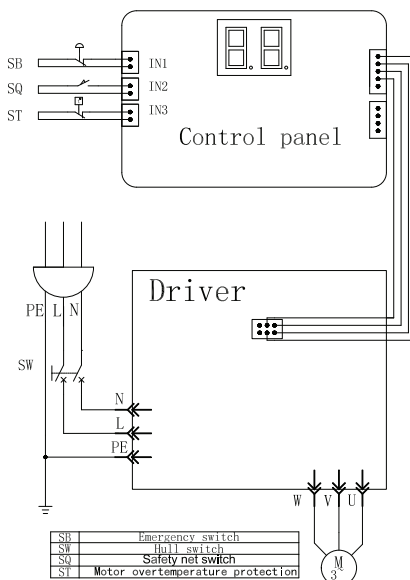 SB IN1
SQ IN2
ST IN3
Control panel
PE L N
Driver
SW
N
L
PE
W V U
M
3
SB Emergency switch
SW Hull switch
SQ Safety net switch
ST Motor overtemperature protection